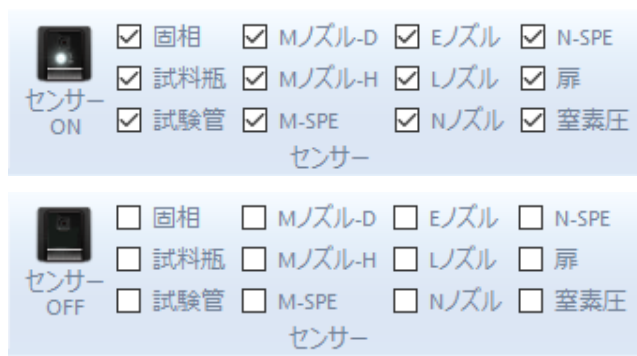 固相 Mノズル-D Eノズル N-SPE
試料瓶 Mノズル-H Lノズル 扉
センサー
ON
試験管 M-SPE Nノズル 窒素圧
センサー
固相 Mノズル-D Eノズル N-SPE
試料瓶 Mノズル-H Lノズル 扉
センサー
OFF
試験管 M-SPE Nノズル 窒素圧
センサー